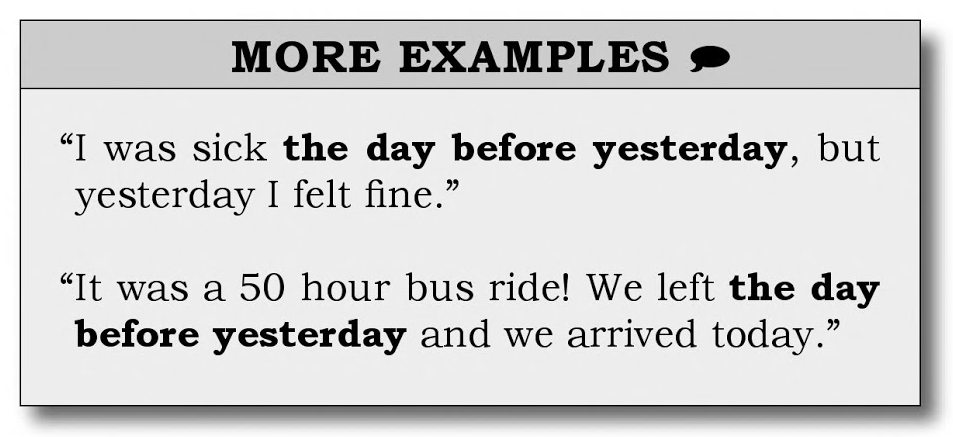 MORE EXAMPLES
“I was sick the day before yesterday, but
yesterday I felt fine.”
“It was a 50 hour bus ride! We left the day
before yesterday and we arrived today.”